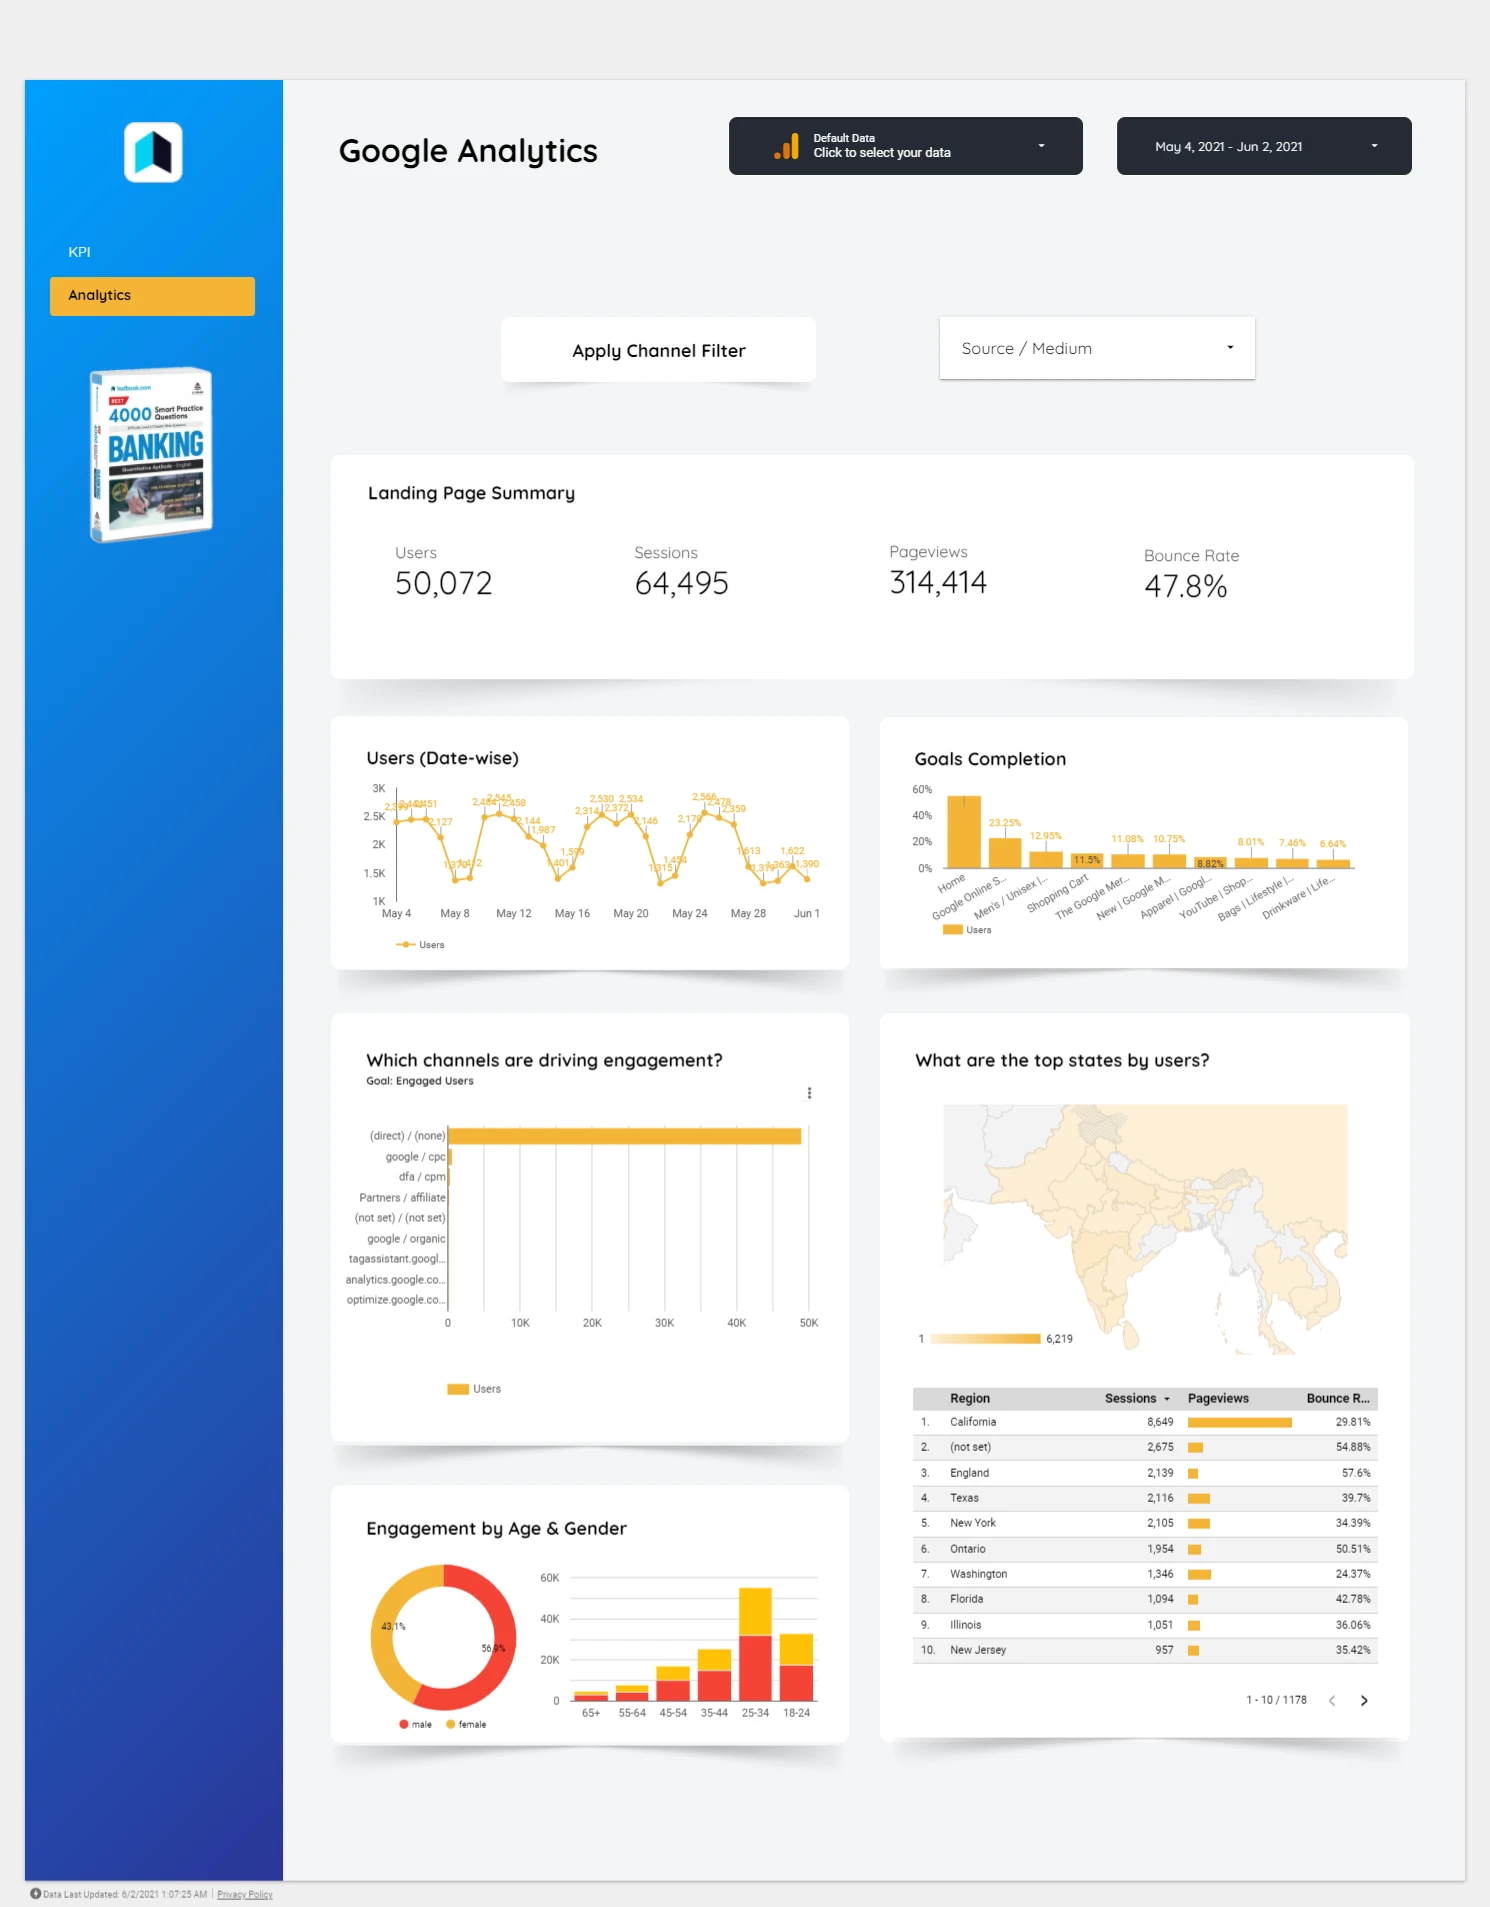 Google Analytics
Default Data
Click to select your data
May 4, 2021 - Jun 2, 2021
KPI
Analytics
testbook.com
BEST
4000 Smart Practice Questions
BANKING
Quantitative Aptitude - English
Apply Channel Filter
Source / Medium
Landing Page Summary
Users
50,072
Sessions
64,495
Pageviews
314,414
Bounce Rate
47.8%
Users (Date-wise)
3K
2.5K
2K
1.5K
1K
2,451
2,127
2,545
2,458
2,144
1,987
1,401
1,599
2,314
2,530
2,372
2,534
2,146
1,315
1,454
2,566
2,478
2,359
1,613
1,622
1,390
May 4 May 8 May 12 May 16 May 20 May 24 May 28 Jun 1
Users
Goals Completion
60%
40%
20%
0%
23.25%
12.95%
11.5%
11.08%
10.75%
8.82%
8.01%
7.46%
6.64%
Home
Google Online S...
Men's / Unisex |...
Shopping Cart
The Google Mer...
New | Google M...
Apparel | Googl...
YouTube | Shop...
Bags | Lifestyle |...
Drinkware | Life...
Users
Which channels are driving engagement?
Goal: Engaged Users
(direct) / (none)
google / cpc
dfa / cpm
Partners / affiliate
(not set) / (not set)
google / organic
tagassistant.googl...
analytics.google.co...
optimize.google.co...
0 10K 20K 30K 40K 50K
Users
What are the top states by users?
1 6,219
Region Sessions Pageviews Bounce R...
1. California 8,649 29.81%
2. (not set) 2,675 54.88%
3. England 2,139 57.6%
4. Texas 2,116 39.7%
5. New York 2,105 34.39%
6. Ontario 1,954 50.51%
7. Washington 1,346 24.37%
8. Florida 1,094 42.78%
9. Illinois 1,051 36.06%
10. New Jersey 957 35.42%
1 - 10 / 1178
Engagement by Age & Gender
43.1%
56.9%
male female
60K
40K
20K
0
65+ 55-64 45-54 35-44 25-34 18-24
Data Last Updated: 6/2/2021 1:07:25 AM | Privacy Policy